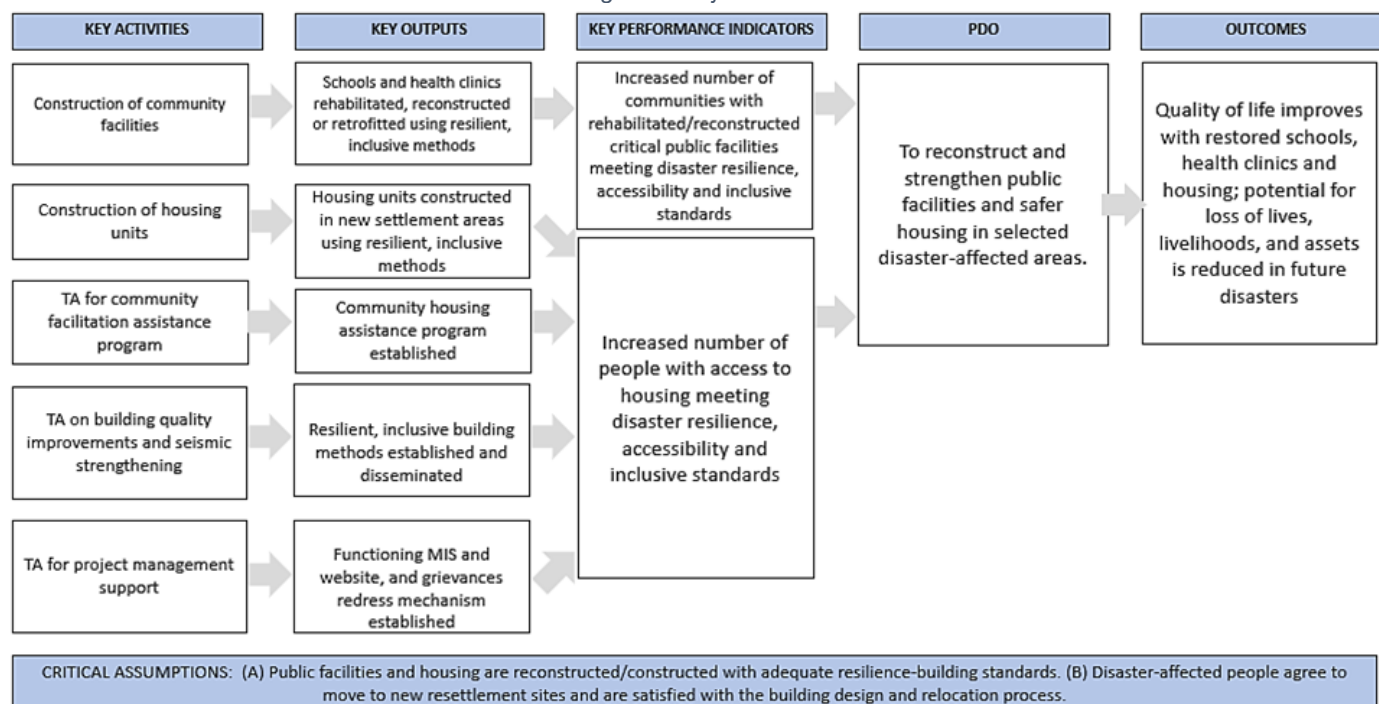 KEY ACTIVITIES
KEY OUTPUTS
KEY PERFORMANCE INDICATORS
PDO
OUTCOMES
Construction of community
facilities
Schools and health clinics
rehabilitated, reconstructed
or retrofitted using resilient,
inclusive methods
Increased number of
communities with
rehabilitated/reconstructed
critical public facilities
meeting disaster resilience,
accessibility and inclusive
standards
To reconstruct and
strengthen public
facilities and safer
housing in selected
disaster-affected areas.
Quality of life improves
with restored schools,
health clinics and
housing; potential for
loss of lives,
livelihoods, and assets
is reduced in future
disasters
Construction of housing
units
Housing units constructed
in new settlement areas
using resilient, inclusive
methods
TA for community
facilitation assistance
program
Community housing
assistance program
established
Increased number of
people with access to
housing meeting
disaster resilience,
accessibility and
inclusive standards
TA on building quality
improvements and seismic
strengthening
Resilient, inclusive building
methods established and
disseminated
TA for project management
support
Functioning MIS and
website, and grievances
redress mechanism
established
CRITICAL ASSUMPTIONS: (A) Public facilities and housing are reconstructed/constructed with adequate resilience-building standards. (B) Disaster-affected people agree to
move to new resettlement sites and are satisfied with the building design and relocation process.